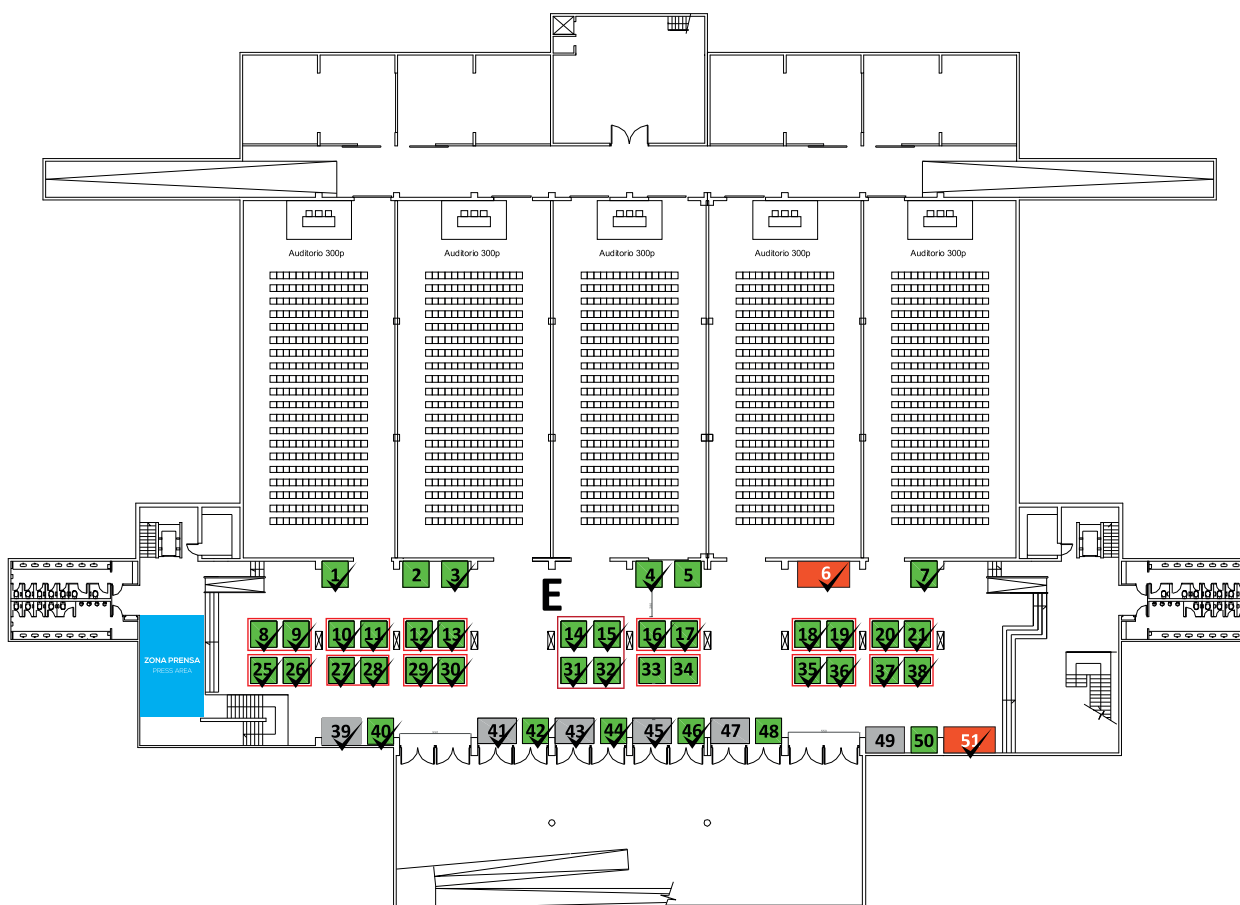 Auditorio 300p Auditorio 300p Auditorio 300p Auditorio 300p Auditorio 300p
1 2 3 4 5 6 7
E
8 9 10 11 12 13 14 15 16 17 18 19 20 21
ZONA PRENSA
PRESS AREA
25 26 27 28 29 30 31 32 33 34 35 36 37 38
39 40 41 42 43 44 45 46 47 48 49 50 51